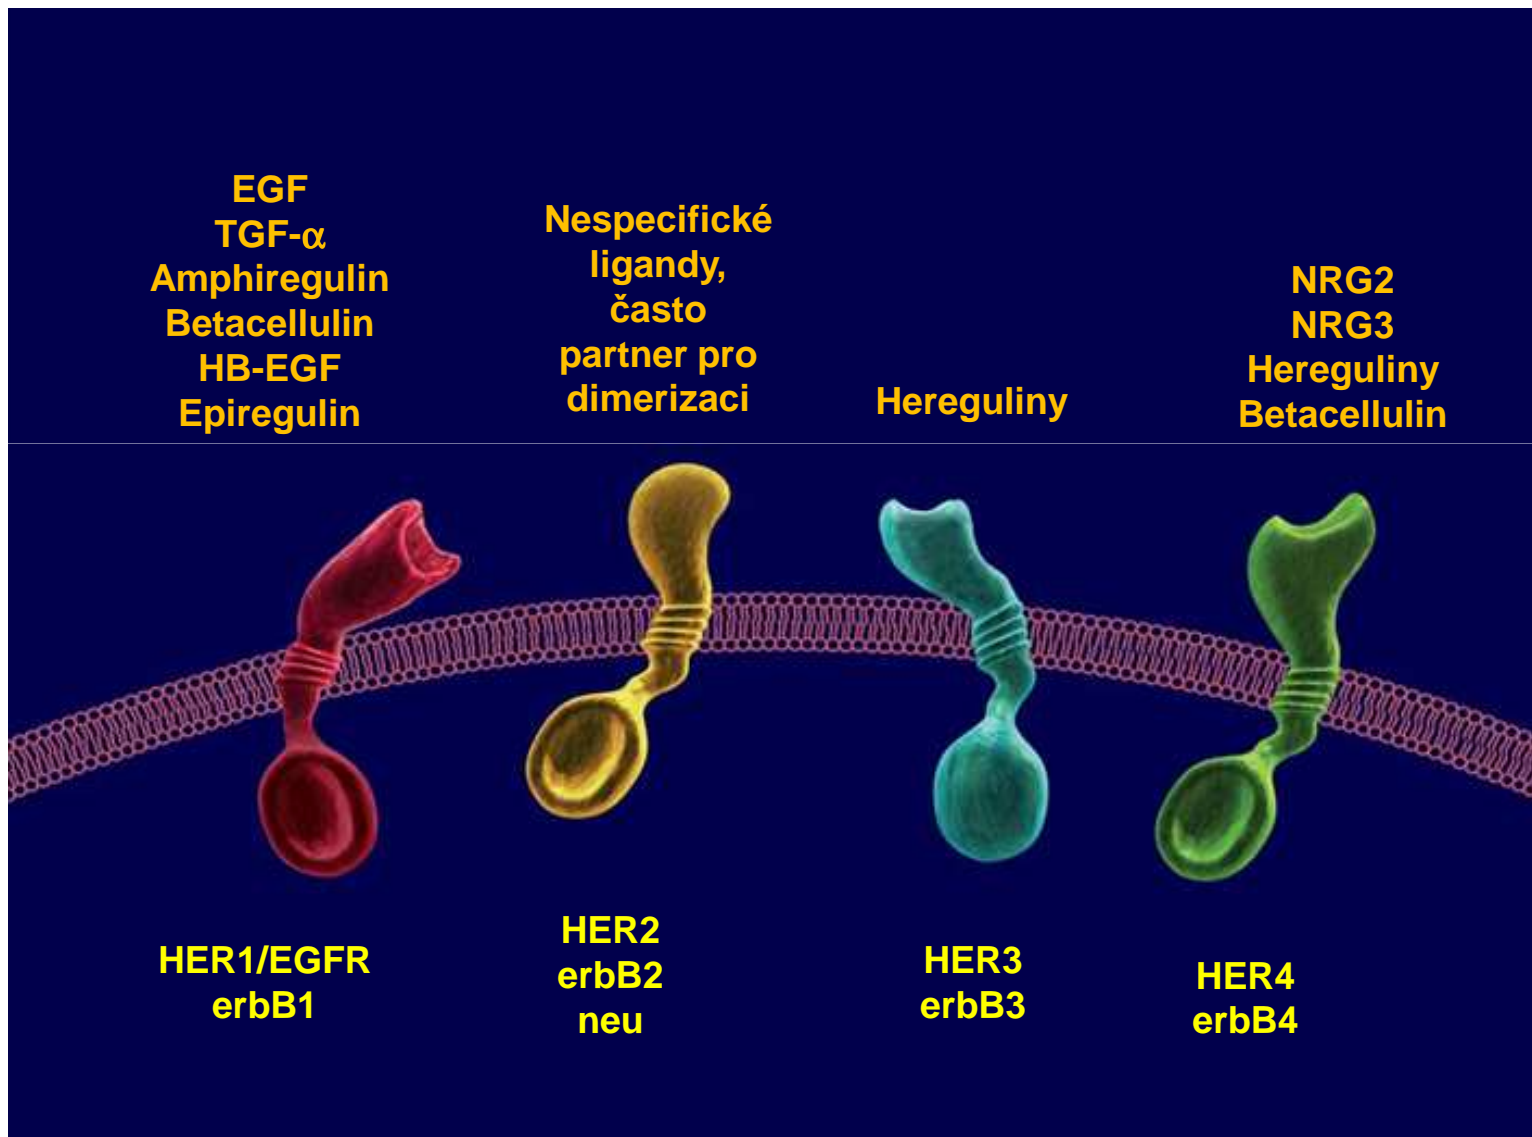 EGF
TGF-α
Amphiregulin
Betacellulin
HB-EGF
Epiregulin
Nespecifické
ligandy,
často
partner pro
dimerizaci
Hereguliny
NRG2
NRG3
Hereguliny
Betacellulin
HER1/EGFR
erbB1
HER2
erbB2
neu
HER3
erbB3
HER4
erbB4